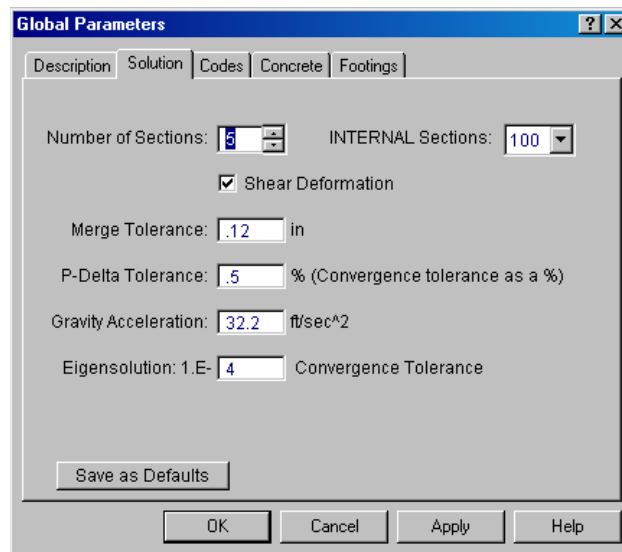 Global Parameters
Description Solution Codes Concrete Footings
Number of Sections: 5 INTERNAL Sections: 100
Shear Deformation
Merge Tolerance: .12 in
P-Delta Tolerance: .5 % (Convergence tolerance as a %)
Gravity Acceleration: 32.2 ft/sec^2
Eigensolution: 1.E- 4 Convergence Tolerance
Save as Defaults
OK Cancel Apply Help